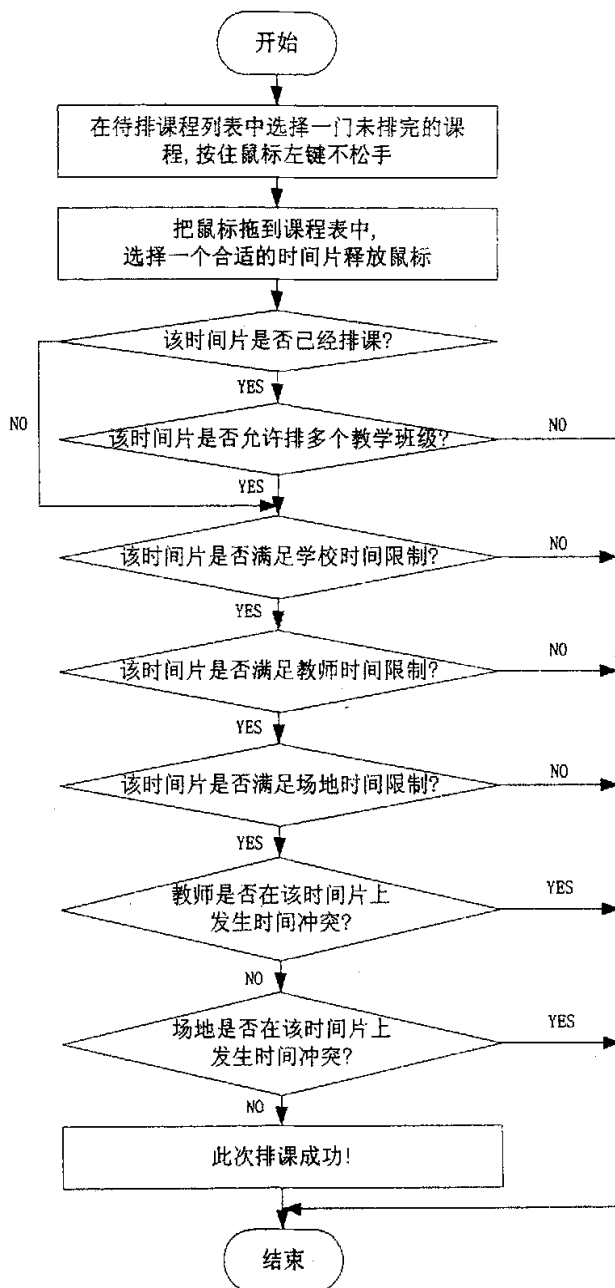 开始
在待排课程列表中选择一门未排完的课
程,按住鼠标左键不松手
把鼠标拖到课程表中,
选择一个合适的时间片释放鼠标
该时间片是否已经排课?
YES
NO
该时间片是否允许排多个教学班级?
NO
YES
该时间片是否满足学校时间限制?
NO
YES
该时间片是否满足教师时间限制?
NO
YES
该时间片是否满足场地时间限制?
NO
YES
教师是否在该时间片上
发生时间冲突?
YES
NO
场地是否在该时间片上
发生时间冲突?
YES
NO
此次排课成功!
结束